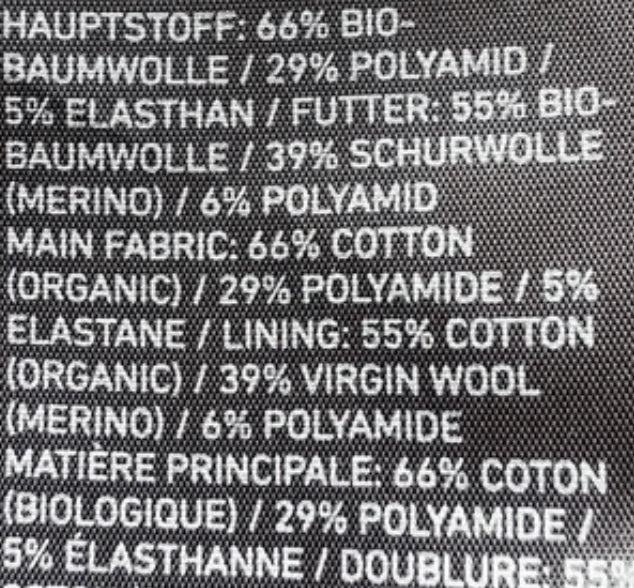 HAUPTSTOFF: 66% BIO-
BAUMWOLLE / 29% POLYAMID /
5% ELASTHAN / FUTTER: 55% BIO-
BAUMWOLLE / 39% SCHURWOLLE
(MERINO) / 6% POLYAMID
MAIN FABRIC: 66% COTTON
(ORGANIC) / 29% POLYAMIDE / 5%
ELASTANE / LINING: 55% COTTON
(ORGANIC) / 39% VIRGIN WOOL
(MERINO) / 6% POLYAMIDE
MATIÈRE PRINCIPALE: 66% COTON
(BIOLOGIQUE) / 29% POLYAMIDE /
5% ÉLASTHANNE / DOUBLURE: 55%